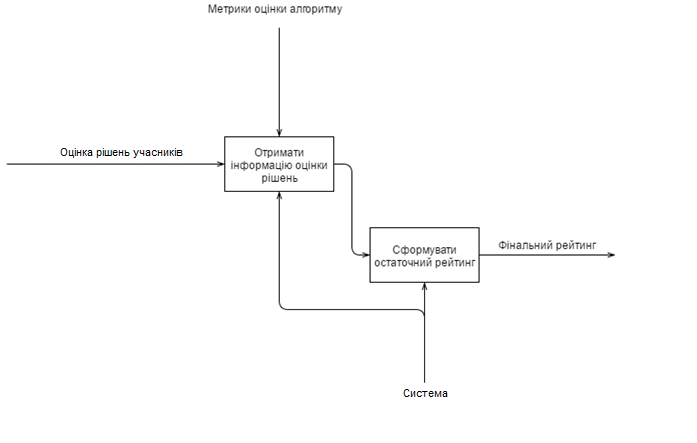 Метрики оцінки алгоритму
Оцінка рішень учасників
Отримати
інформацію оцінки
рішень
Сформувати
остаточний рейтинг
Фінальний рейтинг
Система